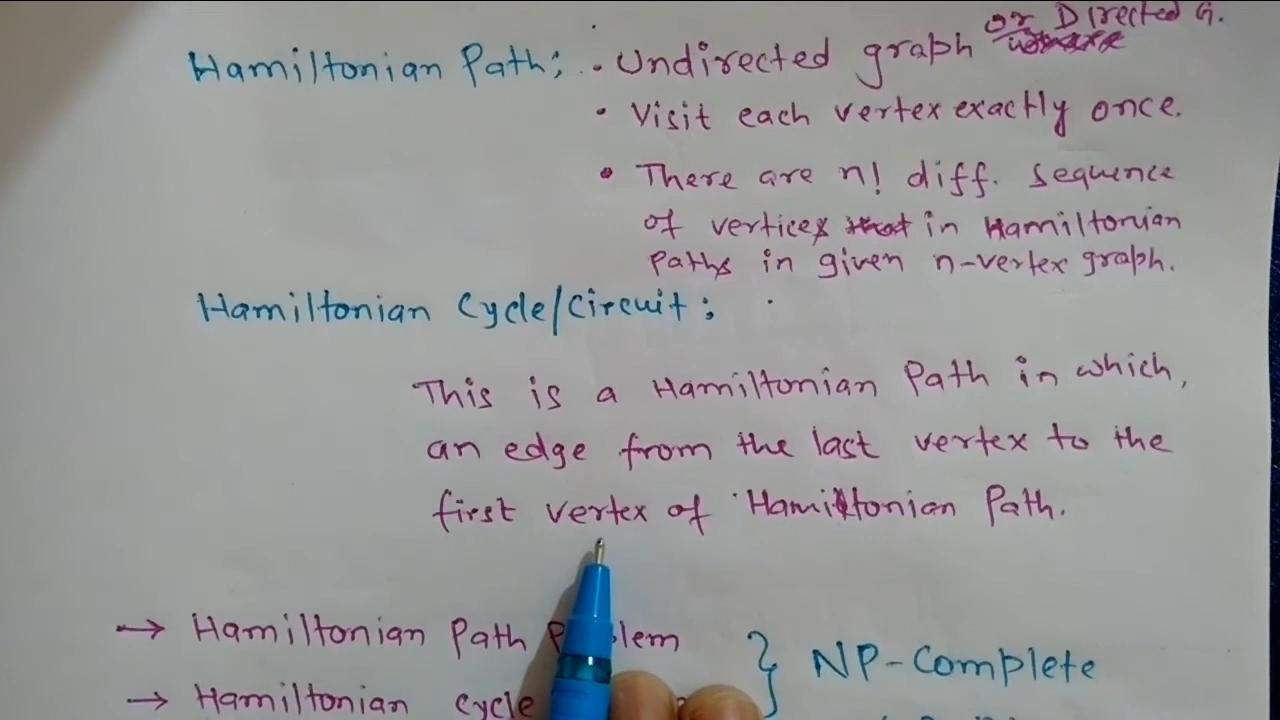 or Directed G.
Hamiltonian Path: • Undirected graph
• Visit each vertex exactly once.
• There are n! diff. sequence
of vertices that in Hamiltonian
Paths in given n-vertex graph.
Hamiltonian Cycle/Circuit:
This is a Hamiltonian Path in which,
an edge from the last vertex to the
first vertex of Hamiltonian Path.
→ Hamiltonian Path
→ Hamiltonian cycle
} NP-Complete